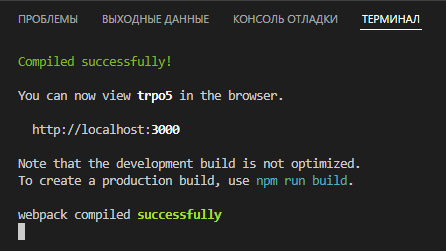 ПРОБЛЕМЫ ВЫХОДНЫЕ ДАННЫЕ КОНСОЛЬ ОТЛАДКИ ТЕРМИНАЛ
Compiled successfully!
You can now view trpo5 in the browser.
http://localhost:3000
Note that the development build is not optimized.
To create a production build, use npm run build.
webpack compiled successfully